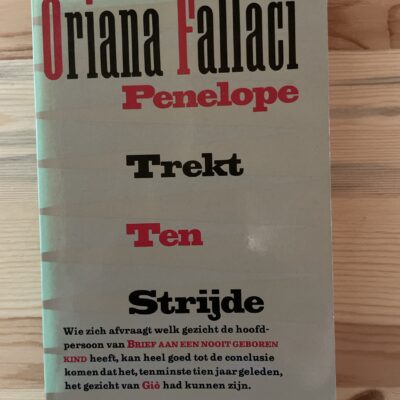 Oriana Fallaci
Penelope
Trekt
Ten
Strijde
Wie zich afvraagt welk gezicht de hoofd-
persoon van BRIEF AAN EEN NOOIT GEBOREN
KIND heeft, kan heel goed tot de conclusie
komen dat het, tenminste tien jaar geleden,
het gezicht van Giò had kunnen zijn.